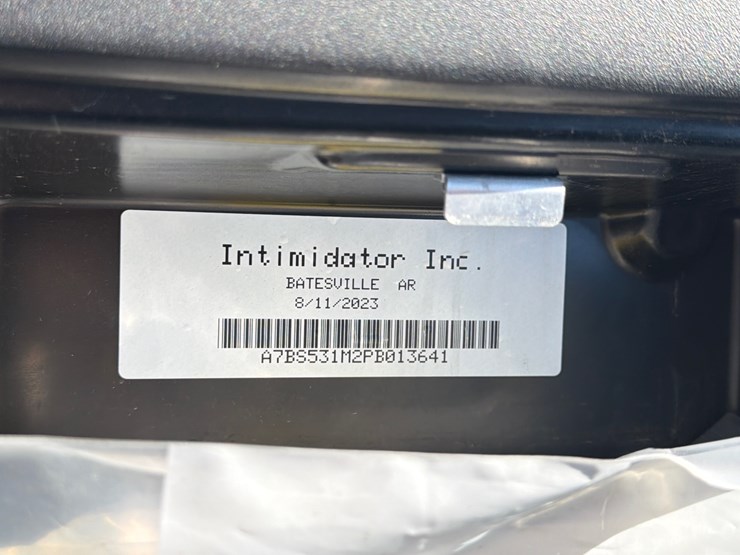 Intimidator Inc.
BATESVILLE AR
8/11/2023
A7BS531M2PB013641